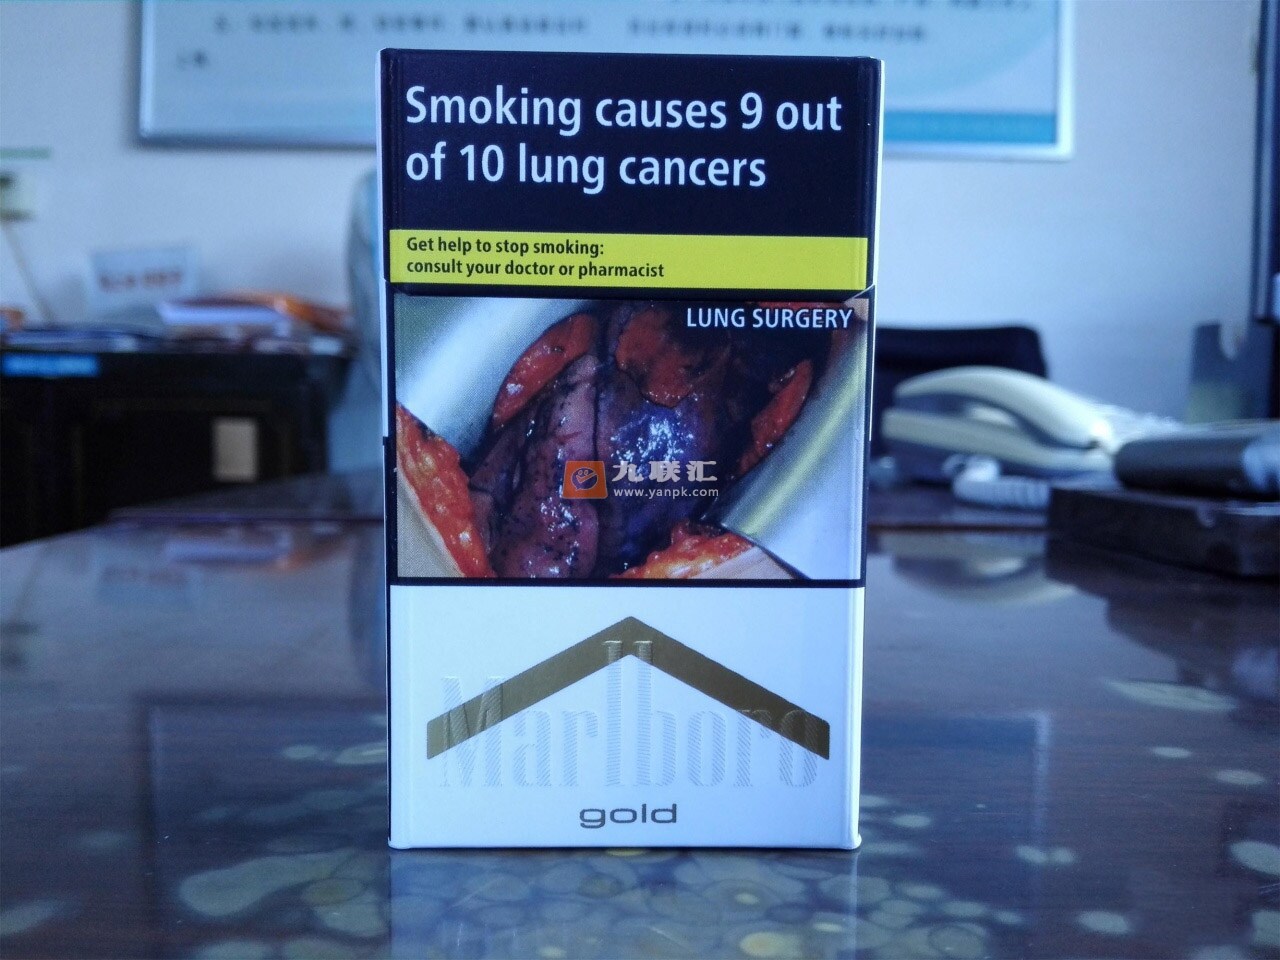 Smoking causes 9 out
of 10 lung cancers
Get help to stop smoking:
consult your doctor or pharmacist
LUNG SURGERY
九联汇
www.yanpk.com
Marlboro
gold